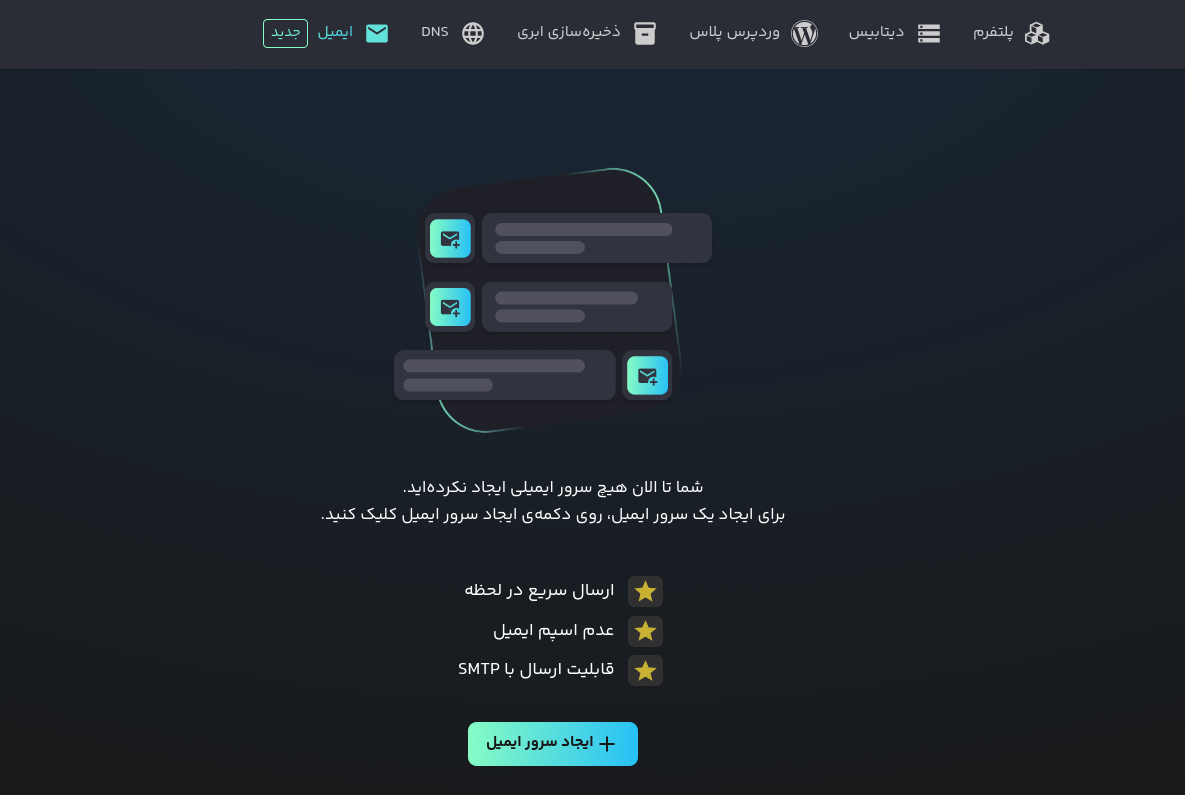 پلتفرم
دیتابیس
وردپرس پلاس
ذخیره‌سازی ابری
DNS
ایمیل
جدید
شما تا الان هیچ سرور ایمیلی ایجاد نکرده‌اید.
برای ایجاد یک سرور ایمیل، روی دکمه‌ی ایجاد سرور ایمیل کلیک کنید.
ارسال سریع در لحظه
عدم اسپم ایمیل
قابلیت ارسال با SMTP
ایجاد سرور ایمیل